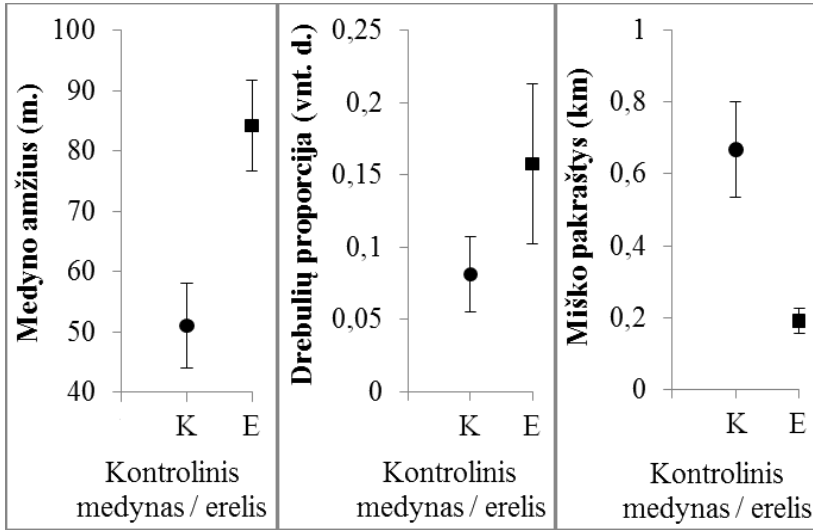 Medyno amžius (m.)
100
90
80
70
60
50
40
K E
Kontrolinis
medynas / erelis
Drebulių proporcija (vnt. d.)
0,25
0,2
0,15
0,1
0,05
0
K E
Kontrolinis
medynas / erelis
Miško pakraštys (km)
1
0,8
0,6
0,4
0,2
0
K E
Kontrolinis
medynas / erelis